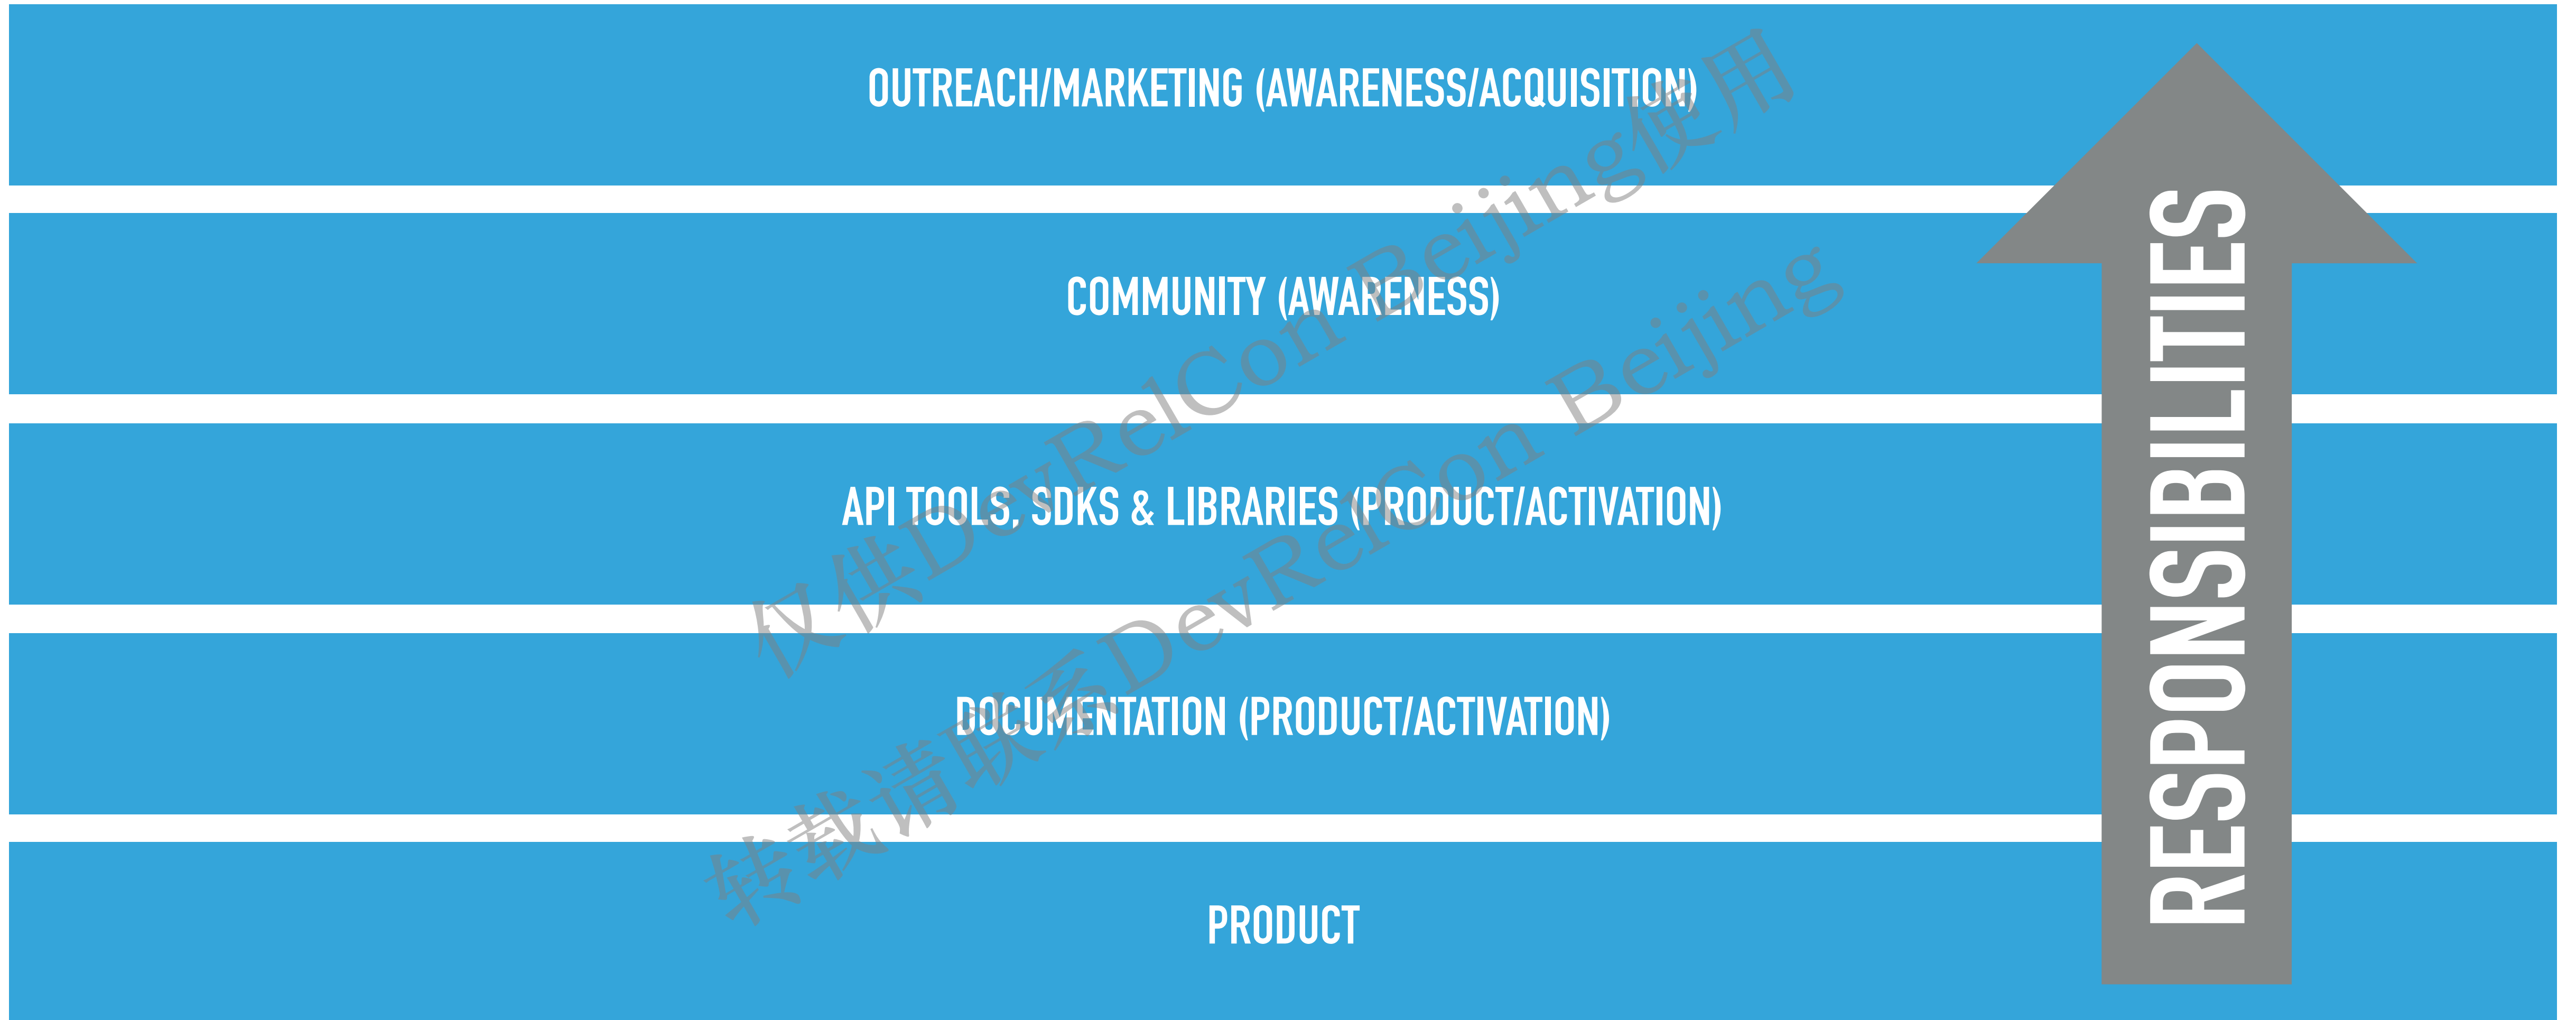 OUTREACH/MARKETING (AWARENESS/ACQUISITION)
COMMUNITY (AWARENESS)
API TOOLS, SDKS & LIBRARIES (PRODUCT/ACTIVATION)
DOCUMENTATION (PRODUCT/ACTIVATION)
PRODUCT
RESPONSIBILITIES
仅供DevRelCon Beijing使用
转载请联系DevRelCon Beijing